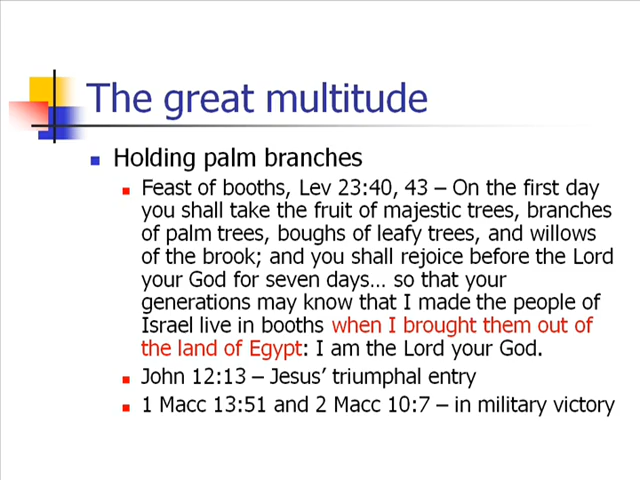 The great multitude
Holding palm branches
Feast of booths, Lev 23:40, 43 – On the first day
you shall take the fruit of majestic trees, branches
of palm trees, boughs of leafy trees, and willows
of the brook; and you shall rejoice before the Lord
your God for seven days… so that your
generations may know that I made the people of
Israel live in booths when I brought them out of
the land of Egypt: I am the Lord your God.
John 12:13 – Jesus’ triumphal entry
1 Macc 13:51 and 2 Macc 10:7 – in military victory